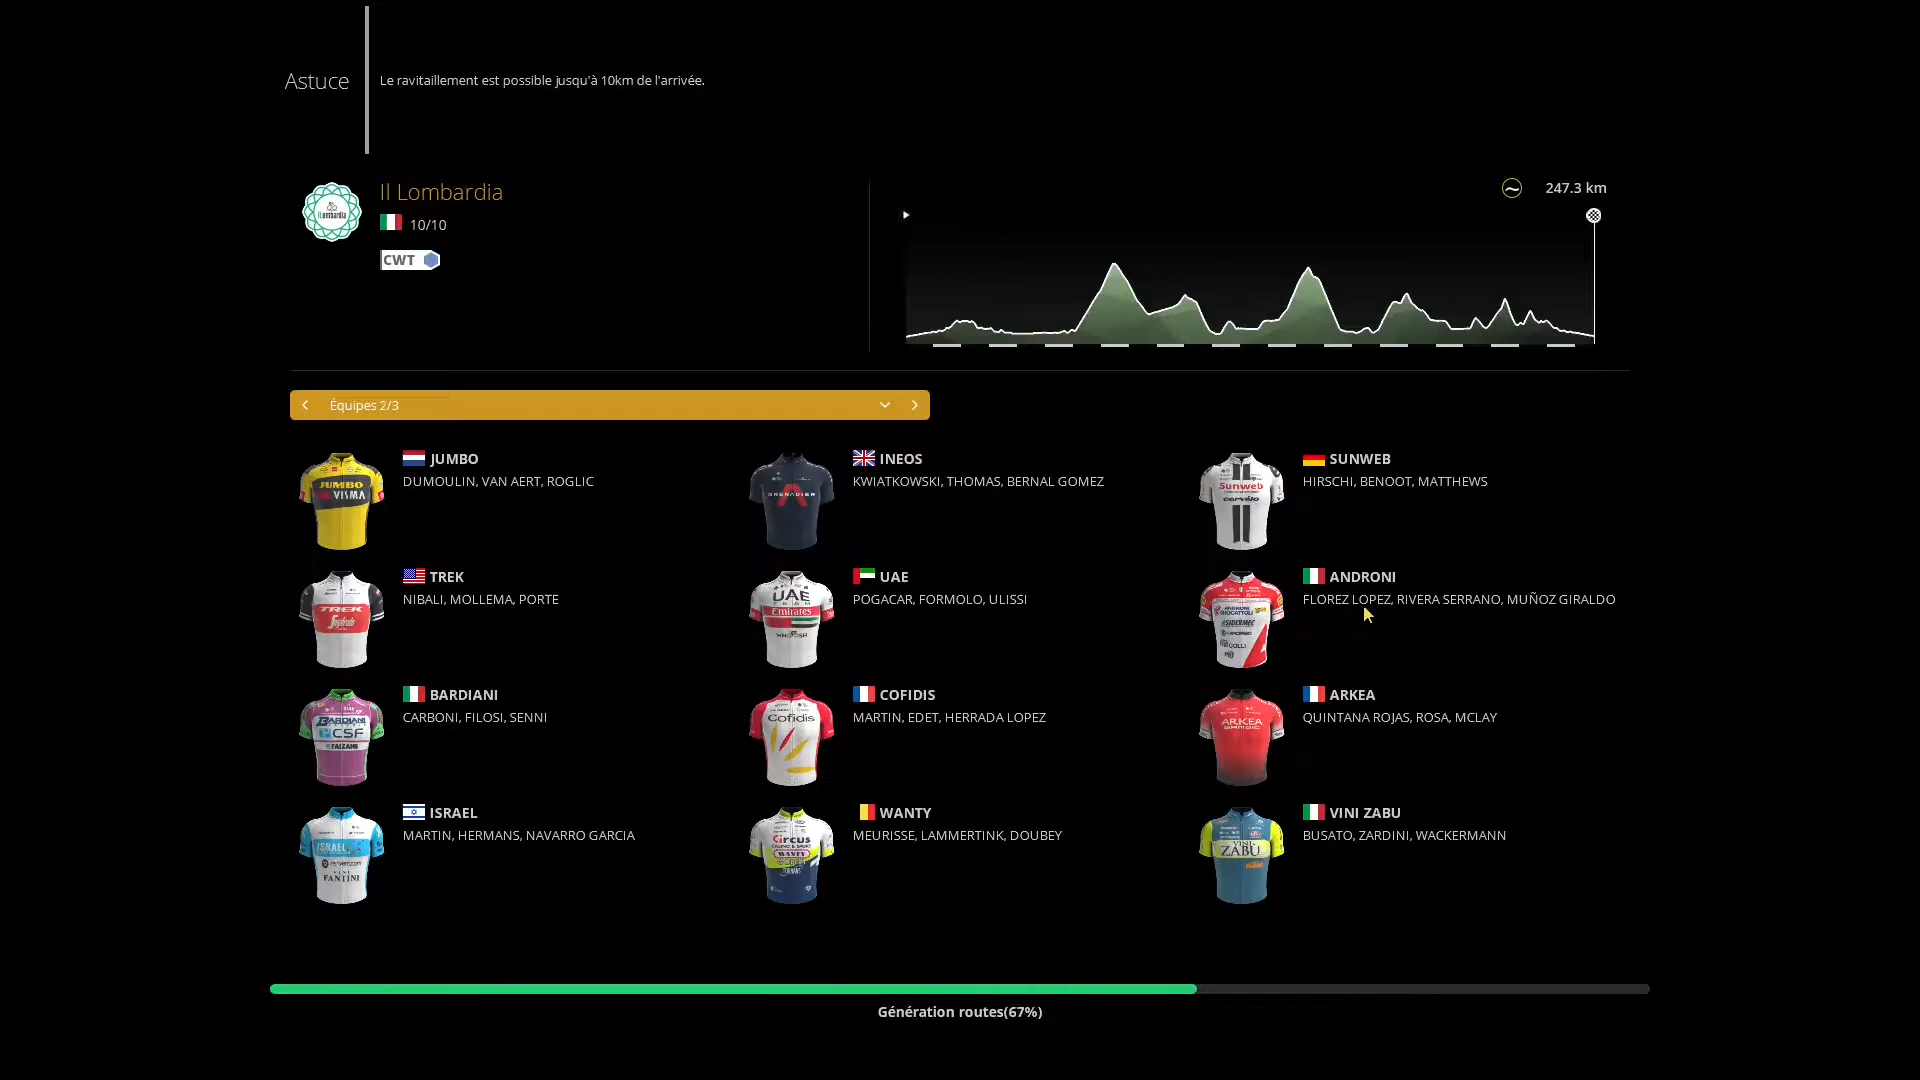 Astuce
Le ravitaillement est possible jusqu'à 10km de l'arrivée.
Il Lombardia
10/10
CWT
247.3 km
Équipes 2/3
JUMBO
DUMOULIN, VAN AERT, ROGLIC
INEOS
KWIATKOWSKI, THOMAS, BERNAL GOMEZ
SUNWEB
HIRSCHI, BENOOT, MATTHEWS
TREK
NIBALI, MOLLEMA, PORTE
UAE
POGACAR, FORMOLO, ULISSI
ANDRONI
FLOREZ LOPEZ, RIVERA SERRANO, MUÑOZ GIRALDO
BARDIANI
CARBONI, FILOSI, SENNI
COFIDIS
MARTIN, EDET, HERRADA LOPEZ
ARKEA
QUINTANA ROJAS, ROSA, MCLAY
ISRAEL
MARTIN, HERMANS, NAVARRO GARCIA
WANTY
MEURISSE, LAMMERTINK, DOUBEY
VINI ZABU
BUSATO, ZARDINI, WACKERMANN
Génération routes(67%)